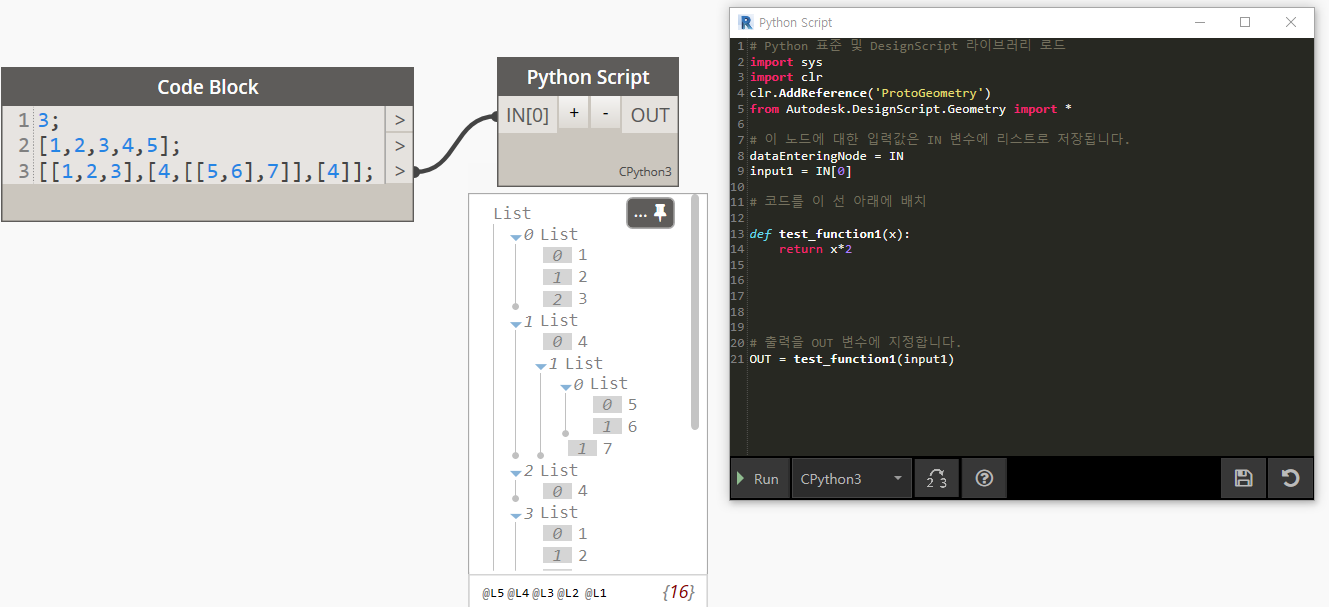 Code Block
1 3;
2 [1,2,3,4,5];
3 [[1,2,3],[4,[[5,6],7]],[4]];
>
>
>
Python Script
IN[0] + - OUT
CPython3
List
0 List
0 1
1 2
2 3
1 List
0 4
1 List
0 List
0 5
1 6
1 7
2 List
0 4
3 List
0 1
1 2
...
@L5 @L4 @L3 @L2 @L1 {16}
Python Script
1 # Python 표준 및 DesignScript 라이브러리 로드
2 import sys
3 import clr
4 clr.AddReference('ProtoGeometry')
5 from Autodesk.DesignScript.Geometry import *
6
7 # 이 노드에 대한 입력값은 IN 변수에 리스트로 저장됩니다.
8 dataEnteringNode = IN
9 input1 = IN[0]
10
11 # 코드를 이 선 아래에 배치
12
13 def test_function1(x):
14 return x*2
15
16
17
18
19
20 # 출력을 OUT 변수에 지정합니다.
21 OUT = test_function1(input1)
Run CPython3 2 3 ?